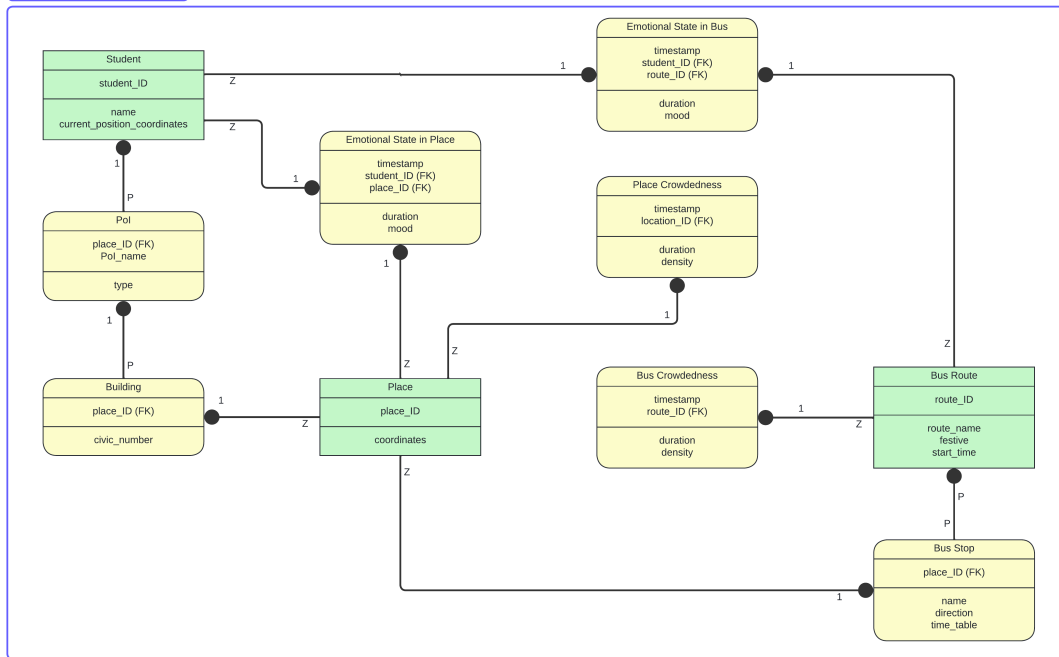 Emotional State in Bus
timestamp
student_ID (FK)
route_ID (FK)
duration
mood
Student
student_ID
name
current_position_coordinates
Z
1
1
Z
1
Emotional State in Place
timestamp
student_ID (FK)
place_ID (FK)
duration
mood
Place Crowdedness
timestamp
location_ID (FK)
duration
density
1
P
PoI
place_ID (FK)
PoI_name
type
1
P
1
Z
1
Z
Z
Building
place_ID (FK)
civic_number
1
Z
Place
place_ID
coordinates
Z
Bus Crowdedness
timestamp
route_ID (FK)
duration
density
1
Z
Bus Route
route_ID
route_name
festive
start_time
P
P
Bus Stop
place_ID (FK)
name
direction
time_table
1